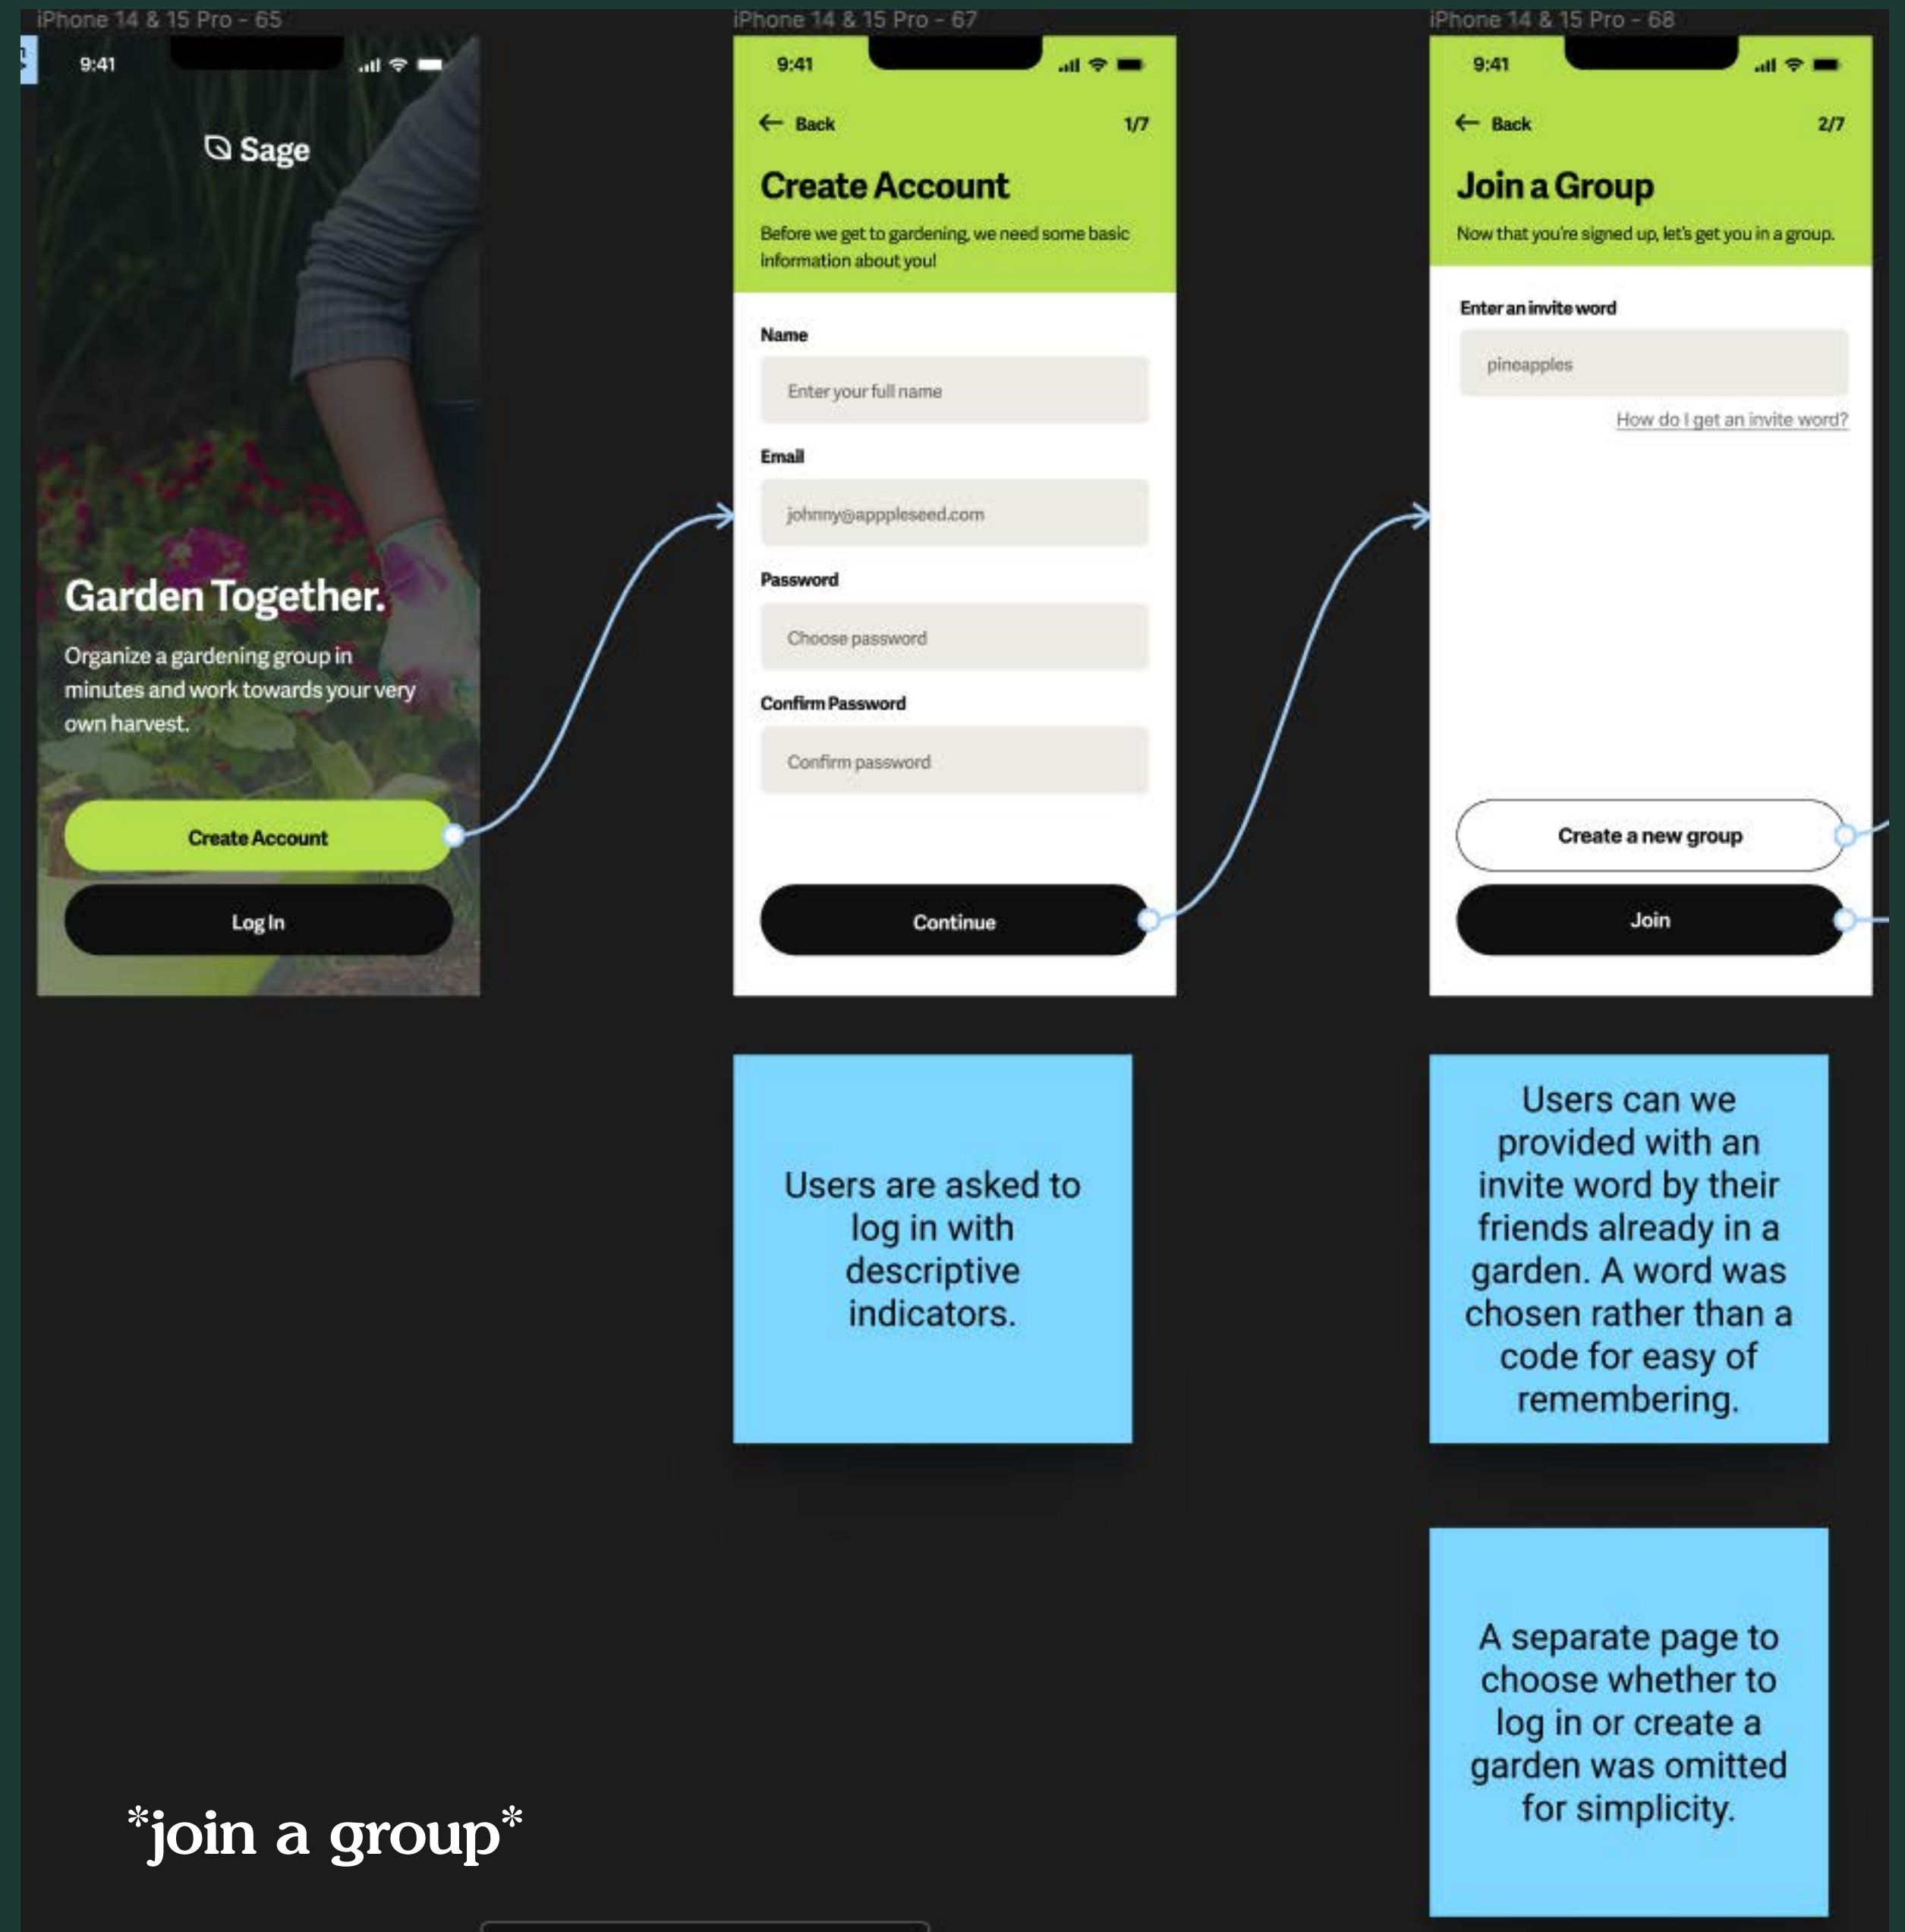 iPhone 14 & 15 Pro - 65
9:41
Sage
Garden Together.
Organize a gardening group in
minutes and work towards your very
own harvest.
Create Account
Log In
iPhone 14 & 15 Pro - 67
9:41
Back
1/7
Create Account
Before we get to gardening, we need some basic
information about you!
Name
Enter your full name
Email
johnny@apppleseed.com
Password
Choose password
Confirm Password
Confirm password
Continue
Users are asked to
log in with
descriptive
indicators.
iPhone 14 & 15 Pro - 68
9:41
Back
2/7
Join a Group
Now that you're signed up, let's get you in a group.
Enter an invite word
pineapples
How do I get an invite word?
Create a new group
Join
Users can we
provided with an
invite word by their
friends already in a
garden. A word was
chosen rather than a
code for easy of
remembering.
A separate page to
choose whether to
log in or create a
garden was omitted
for simplicity.
*join a group*